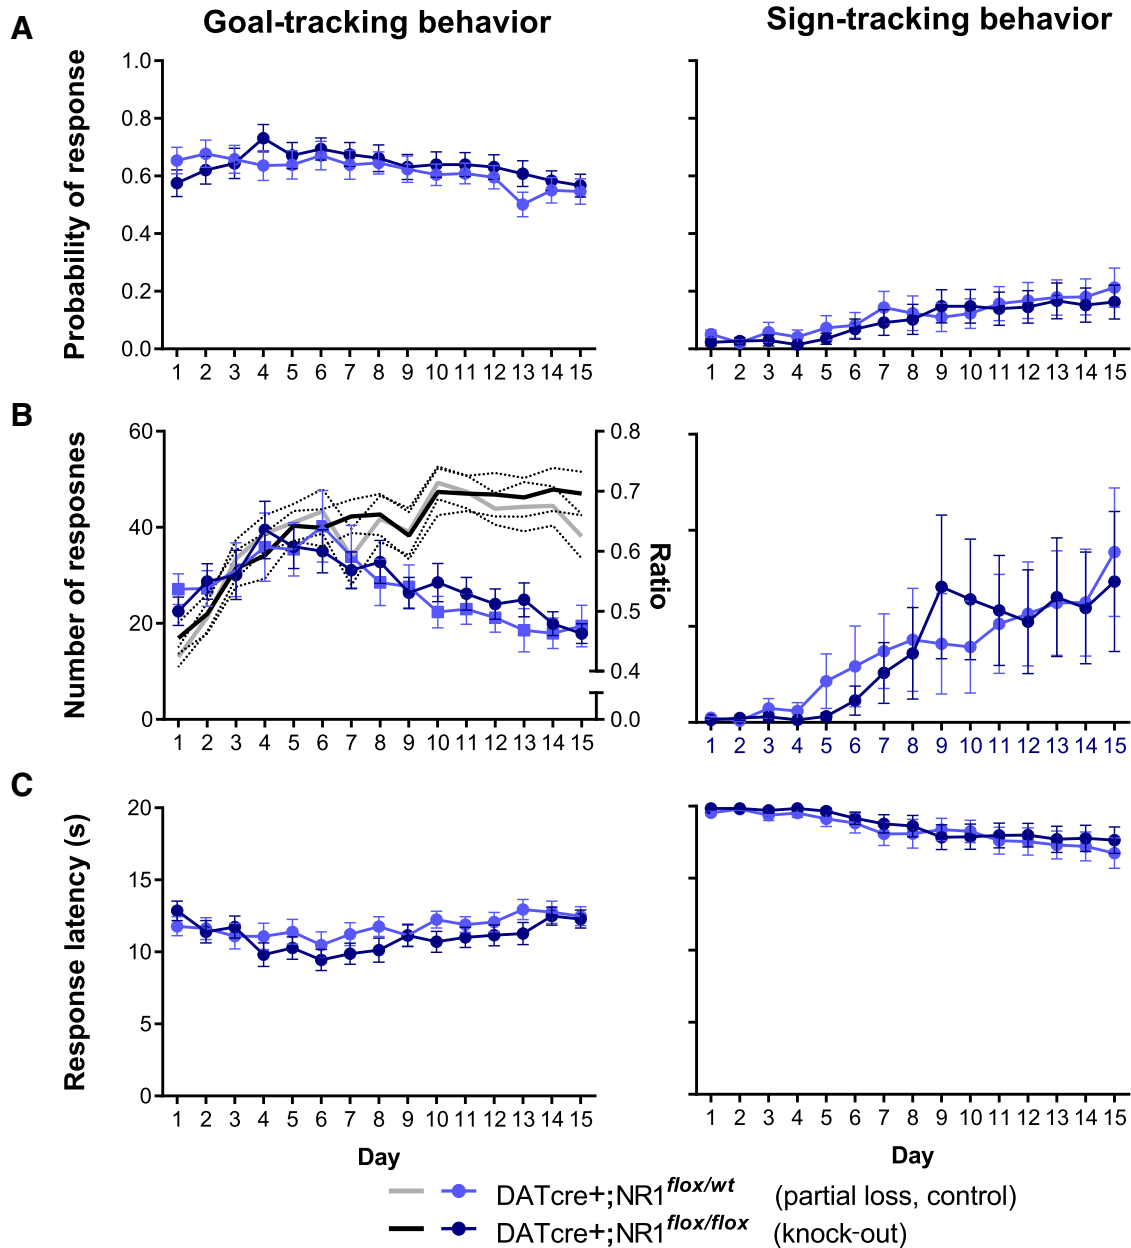 Goal-tracking behavior
Sign-tracking behavior
A
Probability of response
1.0
0.8
0.6
0.4
0.2
0.0
1 2 3 4 5 6 7 8 9 10 11 12 13 14 15
1 2 3 4 5 6 7 8 9 10 11 12 13 14 15
B
Number of resposnes
60
40
20
0
0.8
0.7
0.6
0.5
0.4
0.0
Ratio
1 2 3 4 5 6 7 8 9 10 11 12 13 14 15
1 2 3 4 5 6 7 8 9 10 11 12 13 14 15
C
Response latency (s)
20
15
10
5
0
1 2 3 4 5 6 7 8 9 10 11 12 13 14 15
1 2 3 4 5 6 7 8 9 10 11 12 13 14 15
Day
Day
DATcre+;NR1flox/wt (partial loss, control)
DATcre+;NR1flox/flox (knock-out)